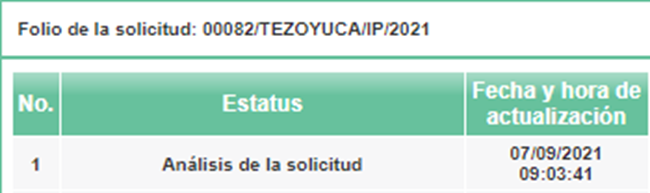 Folio de la solicitud: 00082/TEZOYUCA/IP/2021
No. Estatus Fecha y hora de
actualización
1 Análisis de la solicitud 07/09/2021
09:03:41